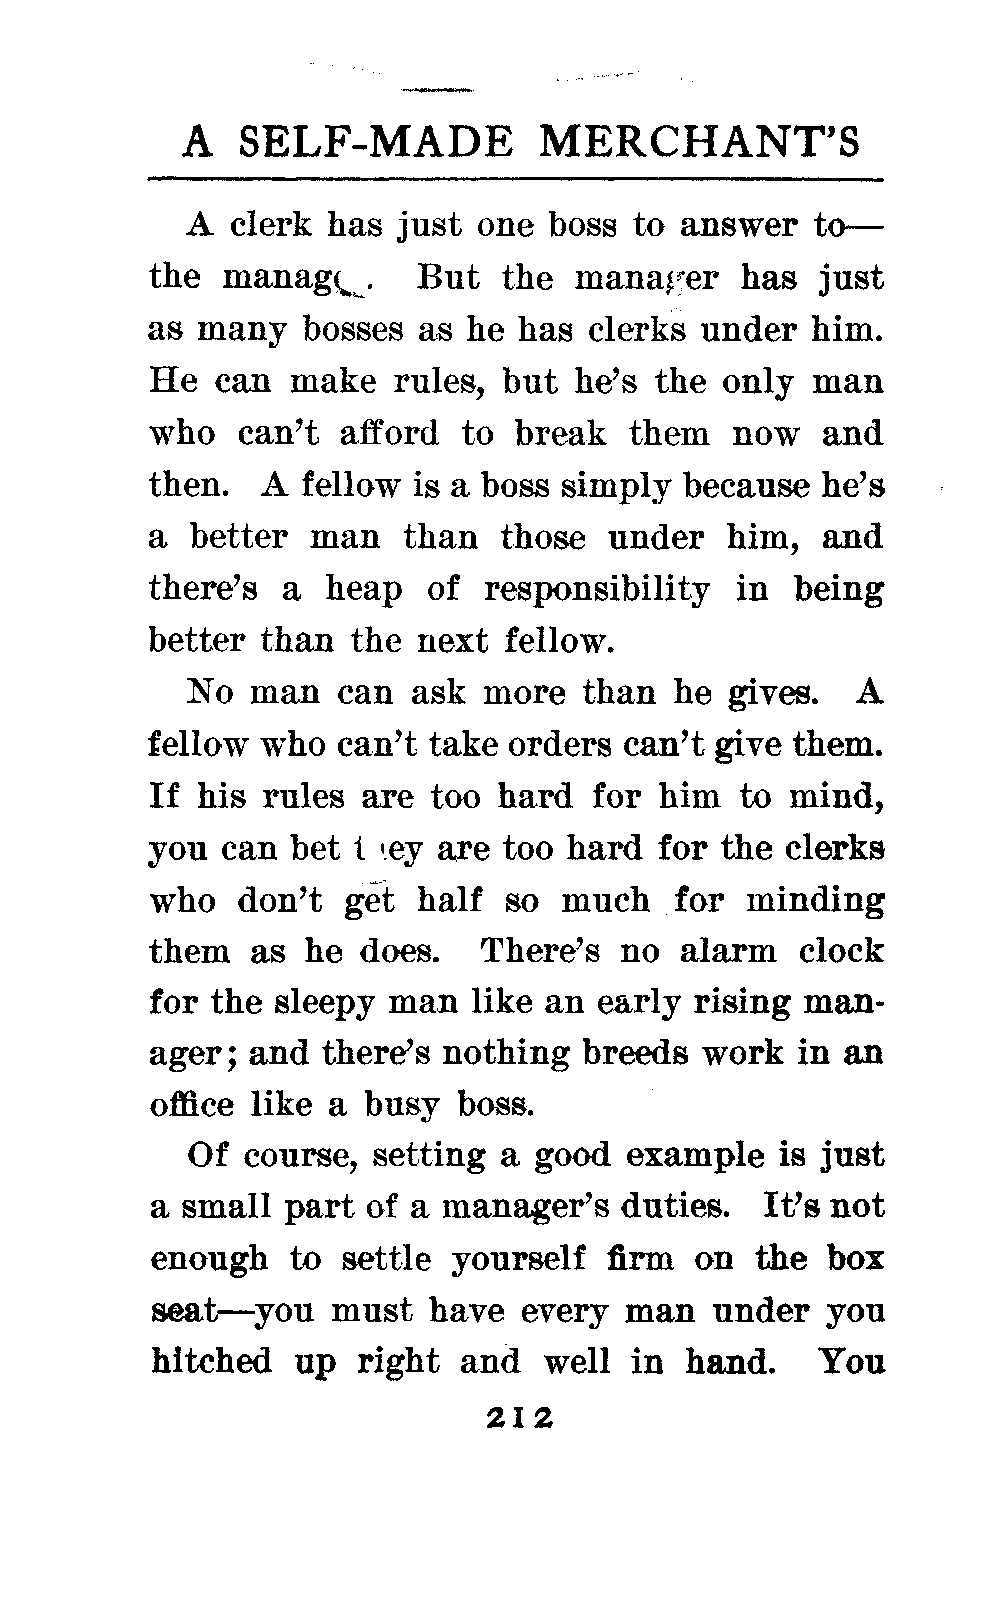 A SELF-MADE MERCHANT'S
A clerk has just one boss to answer to—
the manager. But the manager has just
as many bosses as he has clerks under him.
He can make rules, but he's the only man
who can't afford to break them now and
then. A fellow is a boss simply because he's
a better man than those under him, and
there's a heap of responsibility in being
better than the next fellow.
No man can ask more than he gives. A
fellow who can't take orders can't give them.
If his rules are too hard for him to mind,
you can bet they are too hard for the clerks
who don't get half so much for minding
them as he does. There's no alarm clock
for the sleepy man like an early rising man-
ager; and there's nothing breeds work in an
office like a busy boss.
Of course, setting a good example is just
a small part of a manager's duties. It's not
enough to settle yourself firm on the box
seat—you must have every man under you
hitched up right and well in hand. You
212